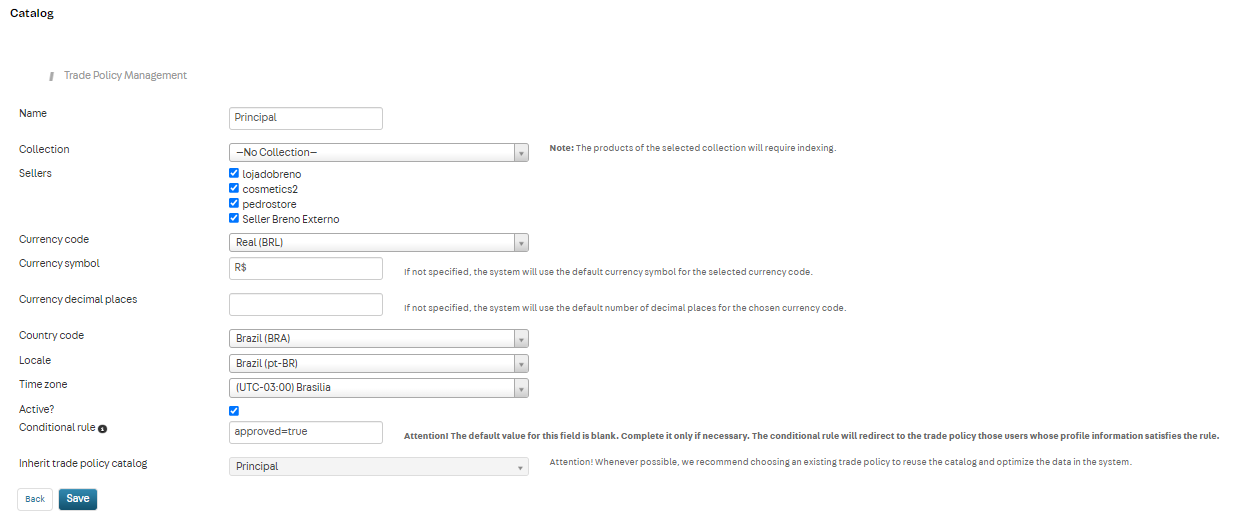 Catalog
Trade Policy Management
Name Principal
Collection —No Collection— Note: The products of the selected collection will require indexing.
Sellers lojadobreno
cosmetics2
pedrostore
Seller Breno Externo
Currency code Real (BRL)
Currency symbol R$ If not specified, the system will use the default currency symbol for the selected currency code.
Currency decimal places If not specified, the system will use the default number of decimal places for the chosen currency code.
Country code Brazil (BRA)
Locale Brazil (pt-BR)
Time zone (UTC-03:00) Brasilia
Active?
Conditional rule approved=true Attention! The default value for this field is blank. Complete it only if necessary. The conditional rule will redirect to the trade policy those users whose profile information satisfies the rule.
Inherit trade policy catalog Principal Attention! Whenever possible, we recommend choosing an existing trade policy to reuse the catalog and optimize the data in the system.
Back Save